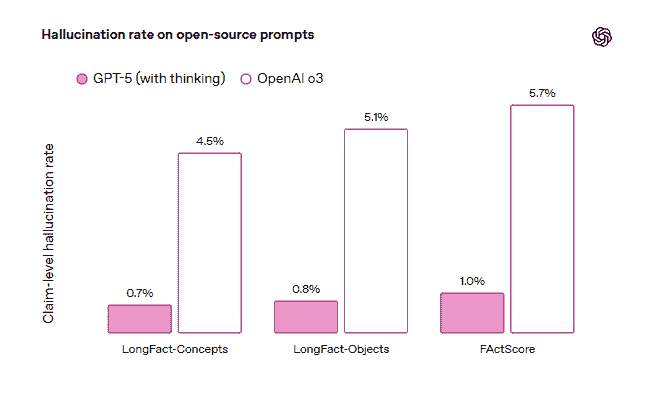 Hallucination rate on open-source prompts
GPT-5 (with thinking) OpenAI o3
Claim-level hallucination rate
0.7% 4.5% 0.8% 5.1% 1.0% 5.7%
LongFact-Concepts LongFact-Objects FActScore